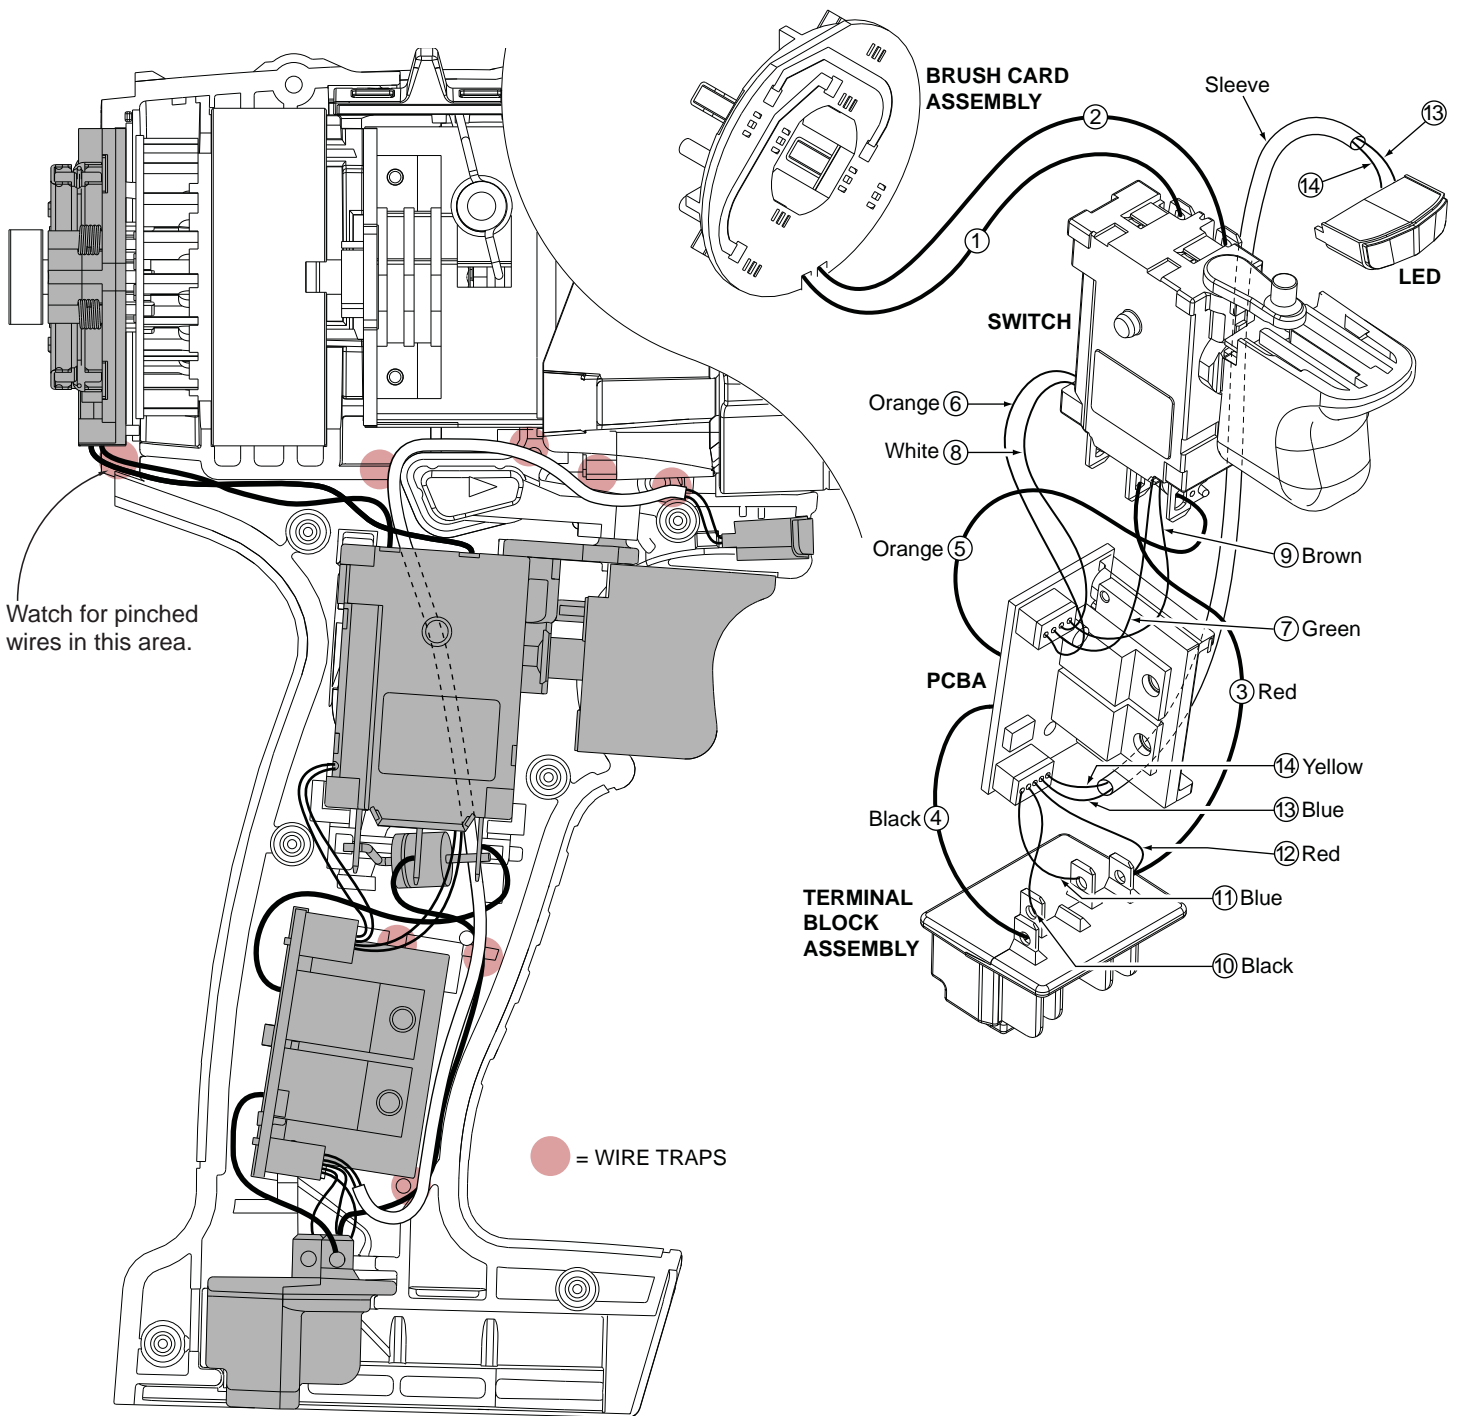 BRUSH CARD
ASSEMBLY
Sleeve
13
2
14
1
LED
SWITCH
Orange 6
White 8
Orange 5
9 Brown
Watch for pinched
wires in this area.
7 Green
PCBA
3 Red
14 Yellow
13 Blue
Black 4
12 Red
TERMINAL
BLOCK
ASSEMBLY
11 Blue
10 Black
= WIRE TRAPS